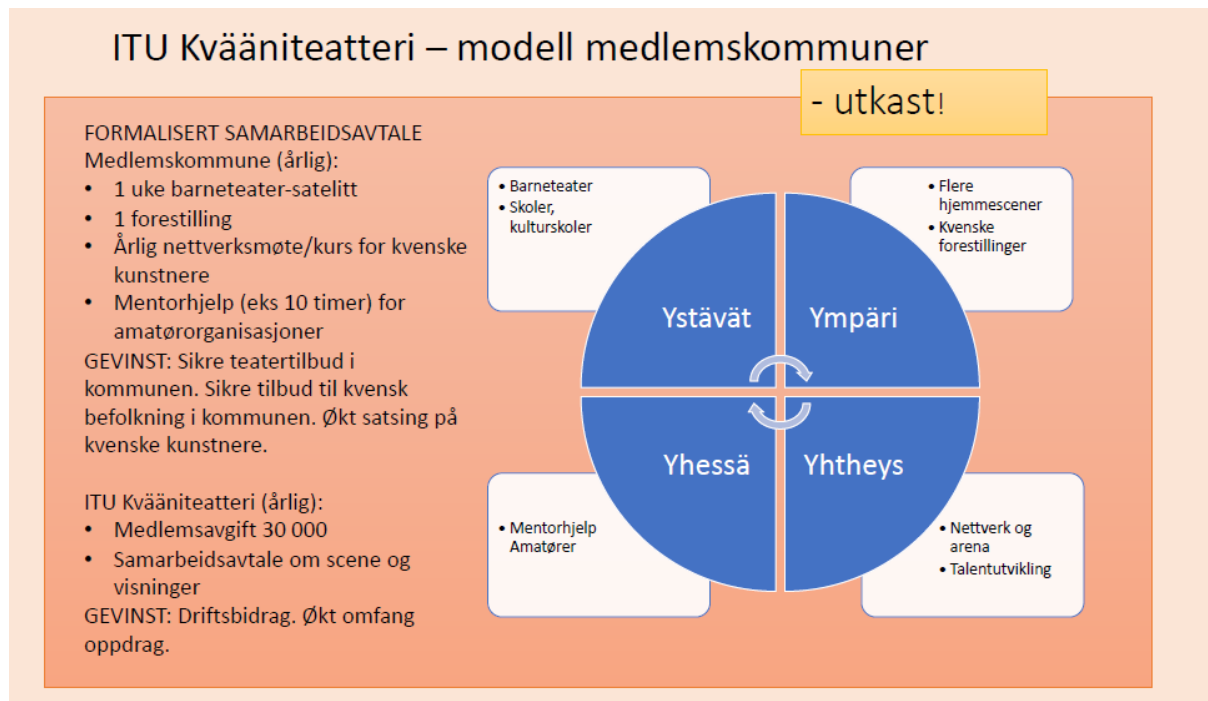 ITU Kvääniteatteri – modell medlemskommuner
- utkast!
FORMALISERT SAMARBEIDSAVTALE
Medlemskommune (årlig):
• 1 uke barneteater-satelitt
• 1 forestilling
• Årlig nettverksmøte/kurs for kvenske
kunstnere
• Mentorhjelp (eks 10 timer) for
amatørorganisasjoner
GEVINST: Sikre teatertilbud i
kommunen. Sikre tilbud til kvensk
befolkning i kommunen. Økt satsing på
kvenske kunstnere.
ITU Kvääniteatteri (årlig):
• Medlemsavgift 30 000
• Samarbeidsavtale om scene og
visninger
GEVINST: Driftsbidrag. Økt omfang
oppdrag.
• Barneteater
• Skoler,
kulturskoler
• Flere
hjemmescener
• Kvenske
forestillinger
Ystävät
Ympäri
Yhessä
Yhtheys
• Mentorhjelp
Amatører
• Nettverk og
arena
• Talentutvikling